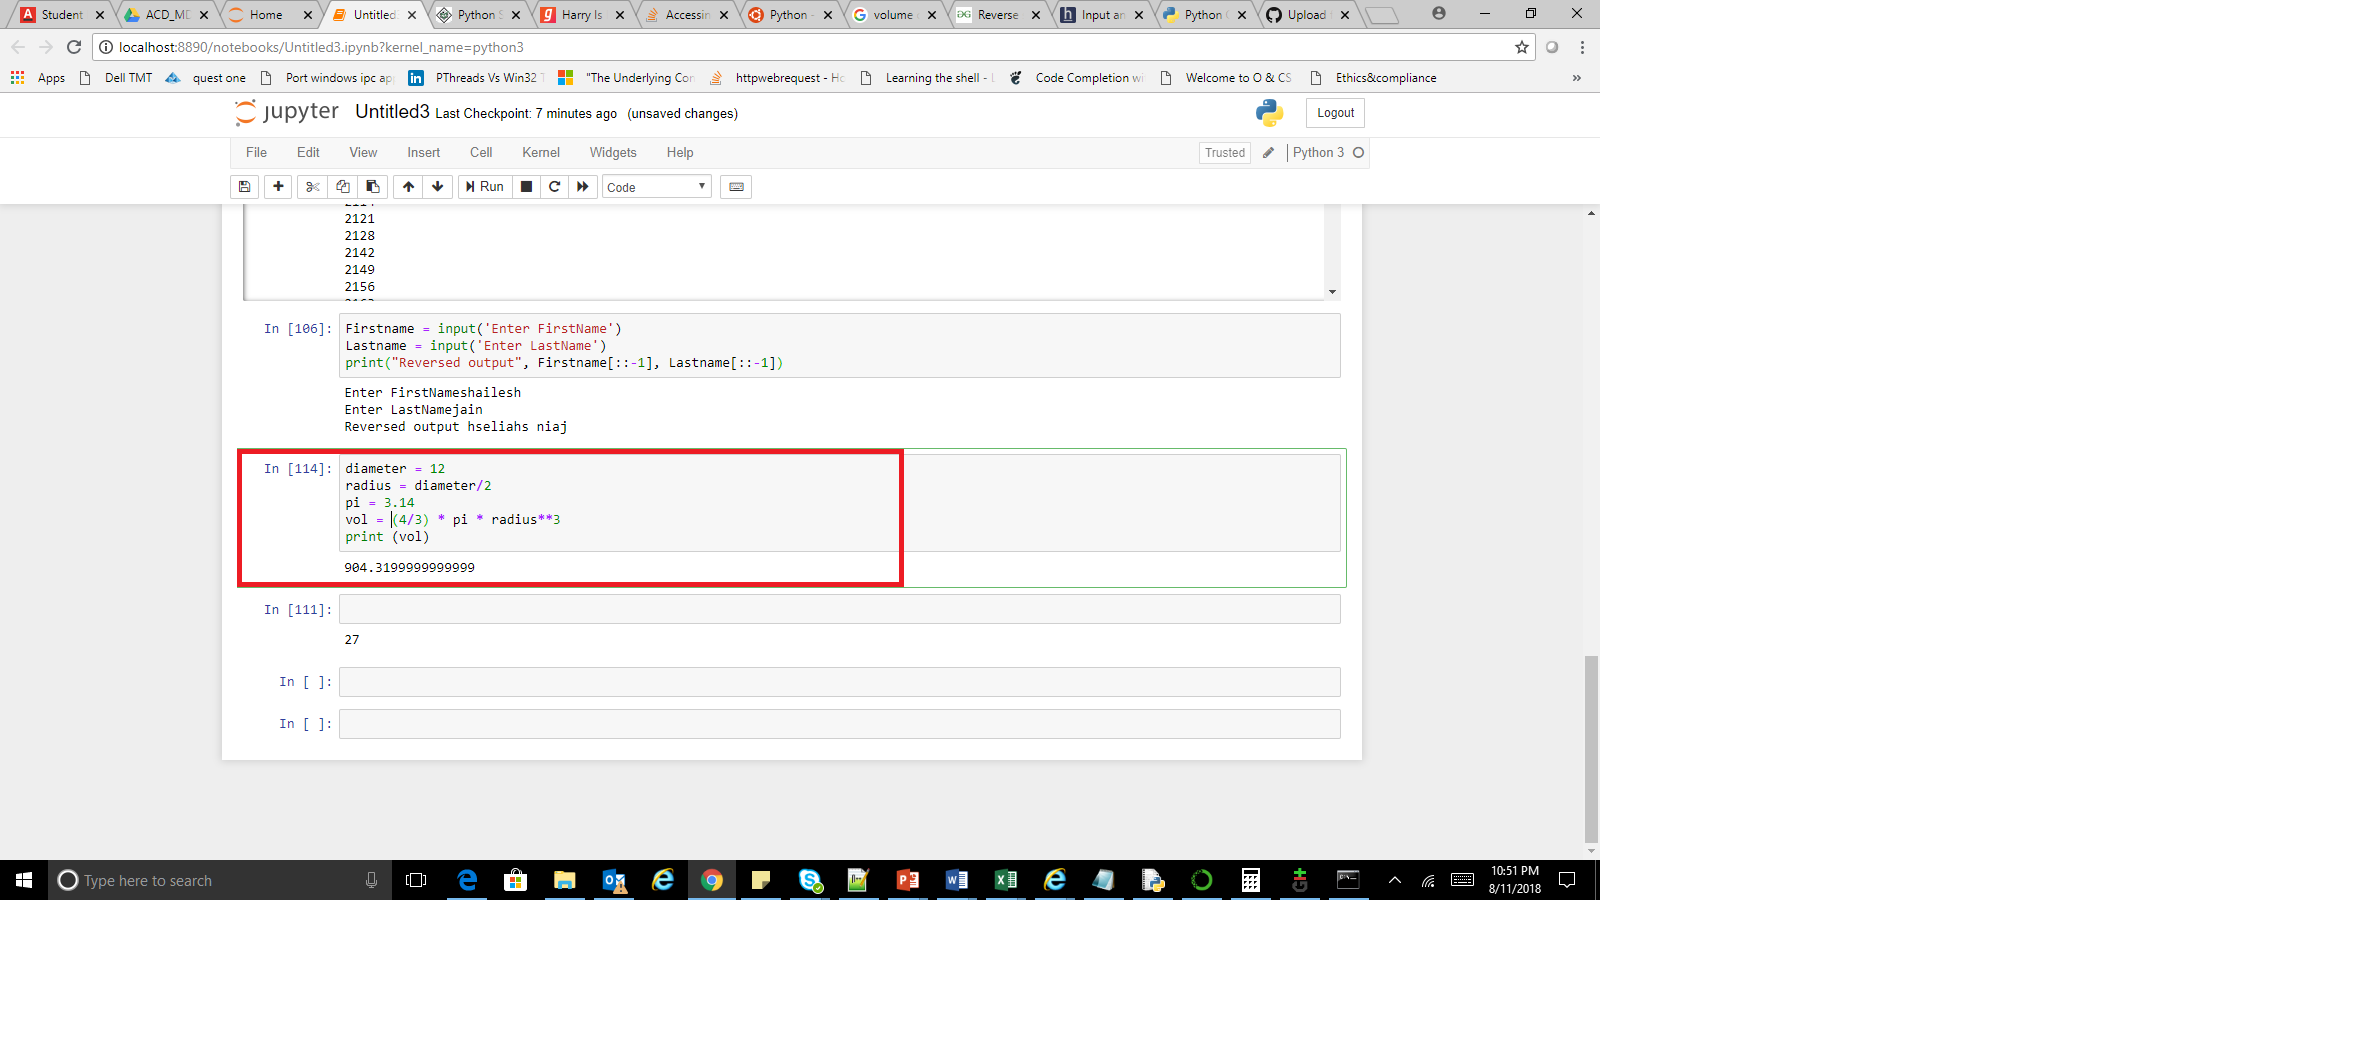 Student
ACD_MD
Home
Untitled3
Python S
Harry Is
Accessin
Python -
volume
Reverse
Input an
Python
Upload
localhost:8890/notebooks/Untitled3.ipynb?kernel_name=python3
Apps
Dell TMT
quest one
Port windows ipc ap
PThreads Vs Win32 T
"The Underlying Con
httpwebrequest - Ho
Learning the shell - L
Code Completion wi
Welcome to O & CS
Ethics&compliance
»
jupyter Untitled3 Last Checkpoint: 7 minutes ago (unsaved changes)
Logout
File Edit View Insert Cell Kernel Widgets Help
Trusted
Python 3
Run
Code
2121
2128
2142
2149
2156
In [106]:
Firstname = input('Enter FirstName')
Lastname = input('Enter LastName')
print("Reversed output", Firstname[::-1], Lastname[::-1])
Enter FirstNameshailesh
Enter LastNamejain
Reversed output hseliahs niaj
In [114]:
diameter = 12
radius = diameter/2
pi = 3.14
vol = (4/3) * pi * radius**3
print (vol)
904.3199999999999
In [111]:
27
In [ ]:
In [ ]:
Type here to search
10:51 PM
8/11/2018